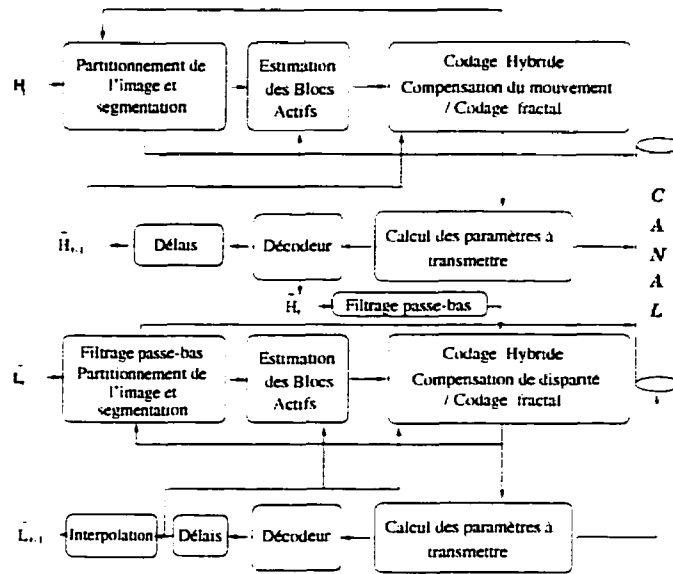 Partitionnement de
l'image et
segmentation
Estimation
des Blocs
Actifs
Codage Hybride
Compensation du mouvement
/ Codage fractal
H
C
A
N
A
L
H̃t-1
Délais
Décodeur
Calcul des paramètres à
transmettre
H̃t
Filtrage passe-bas
Filtrage passe-bas
Partitionnement de
l'image et
segmentation
Estimation
des Blocs
Actifs
Codage Hybride
Compensation de disparité
/ Codage fractal
L̃
L̃t-1
Interpolation
Délais
Décodeur
Calcul des paramètres à
transmettre